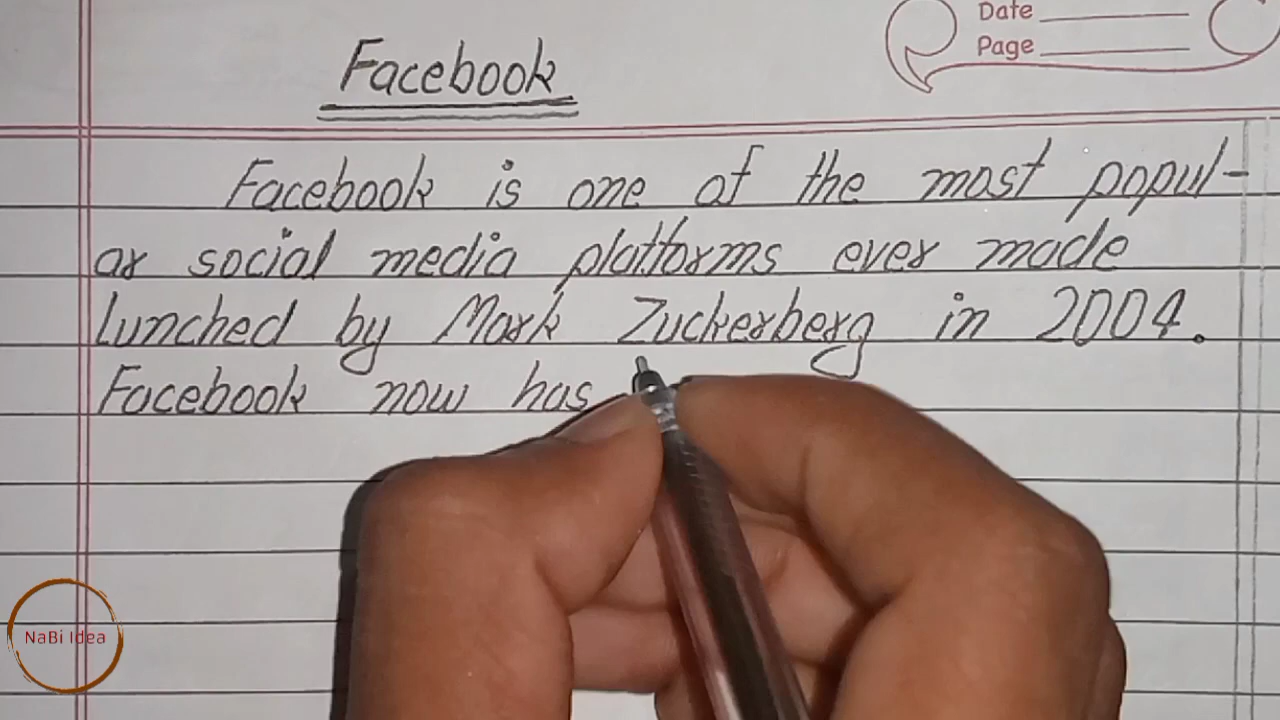 Date
Page
Facebook
Facebook is one of the most popul-
ar social media platforms ever made
lunched by Mark Zuckerberg in 2004.
Facebook now has
NaBi Idea